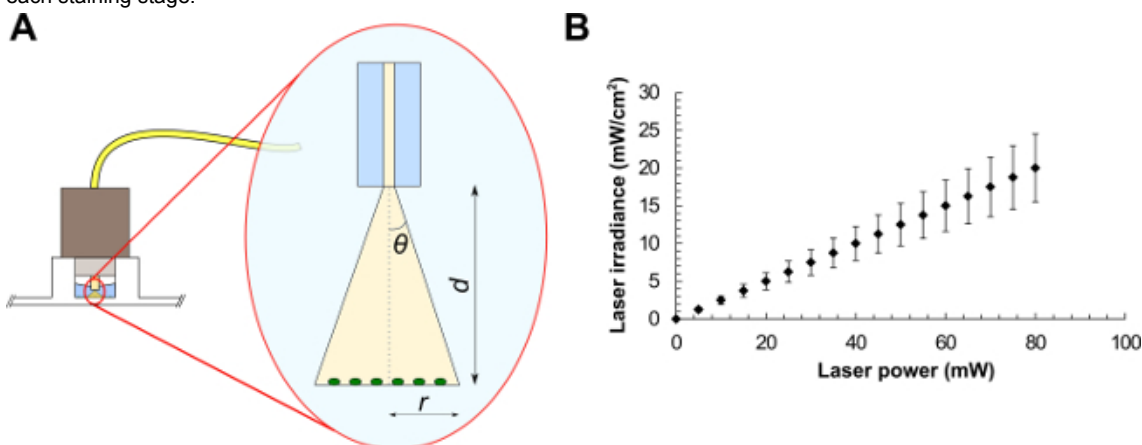 each staining stage.
A
B
θ
d
r
Laser irradiance (mW/cm²)
30
25
20
15
10
5
0
0 20 40 60 80 100
Laser power (mW)